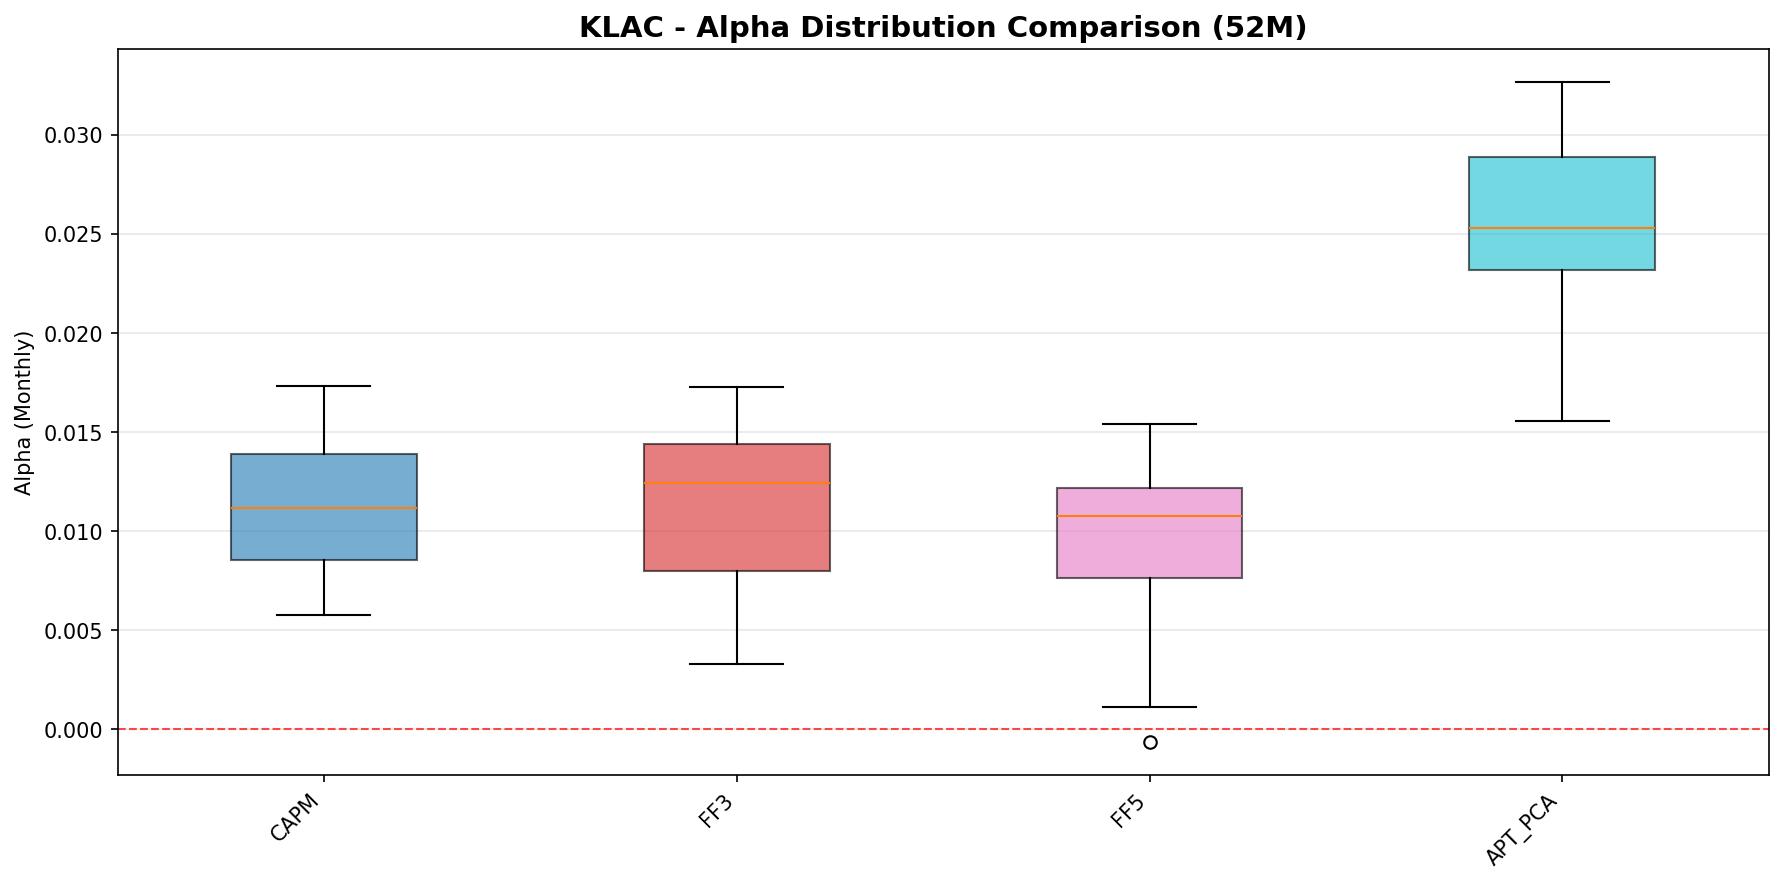 KLAC - Alpha Distribution Comparison (52M)
Alpha (Monthly)
0.030
0.025
0.020
0.015
0.010
0.005
0.000
CAPM
FF3
FF5
APT_PCA